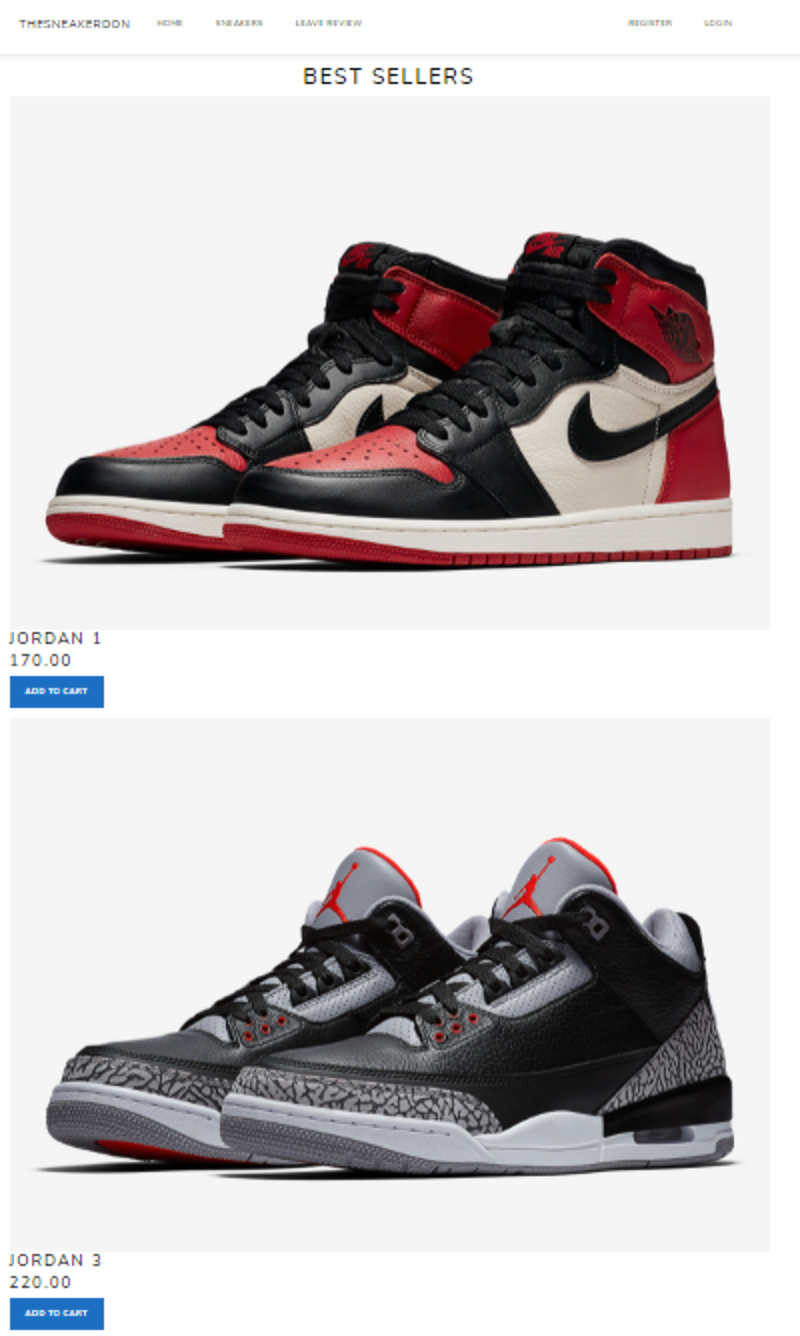 THESNEAKERDON HOME SNEAKERS LEAVE REVIEW REGISTER LOGIN
BEST SELLERS
JORDAN 1
170.00
ADD TO CART
JORDAN 3
220.00
ADD TO CART